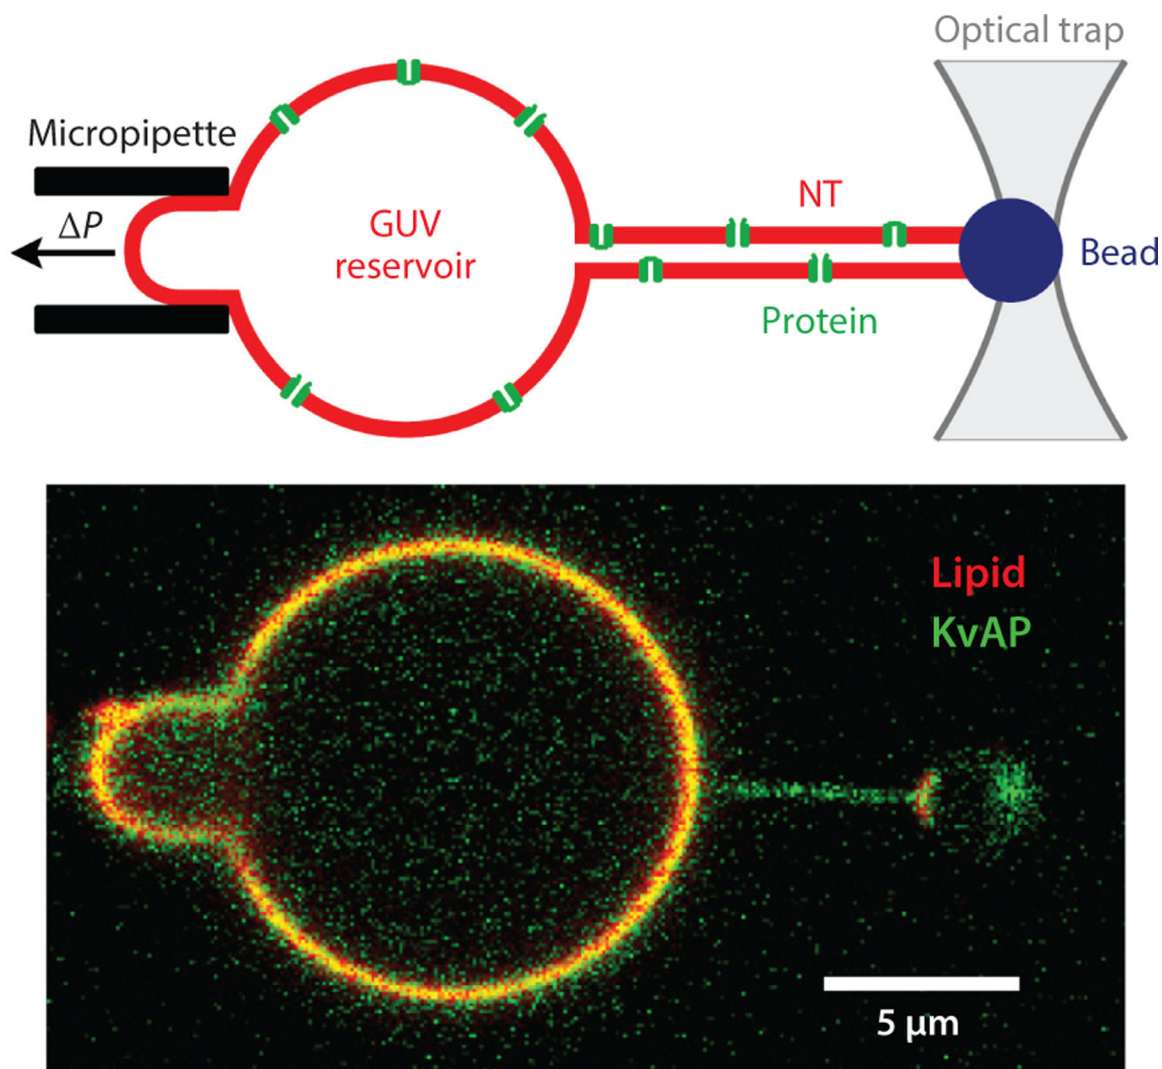 Optical trap
Micropipette
ΔP
GUV
reservoir
NT
Bead
Protein
Lipid
KvAP
5 μm